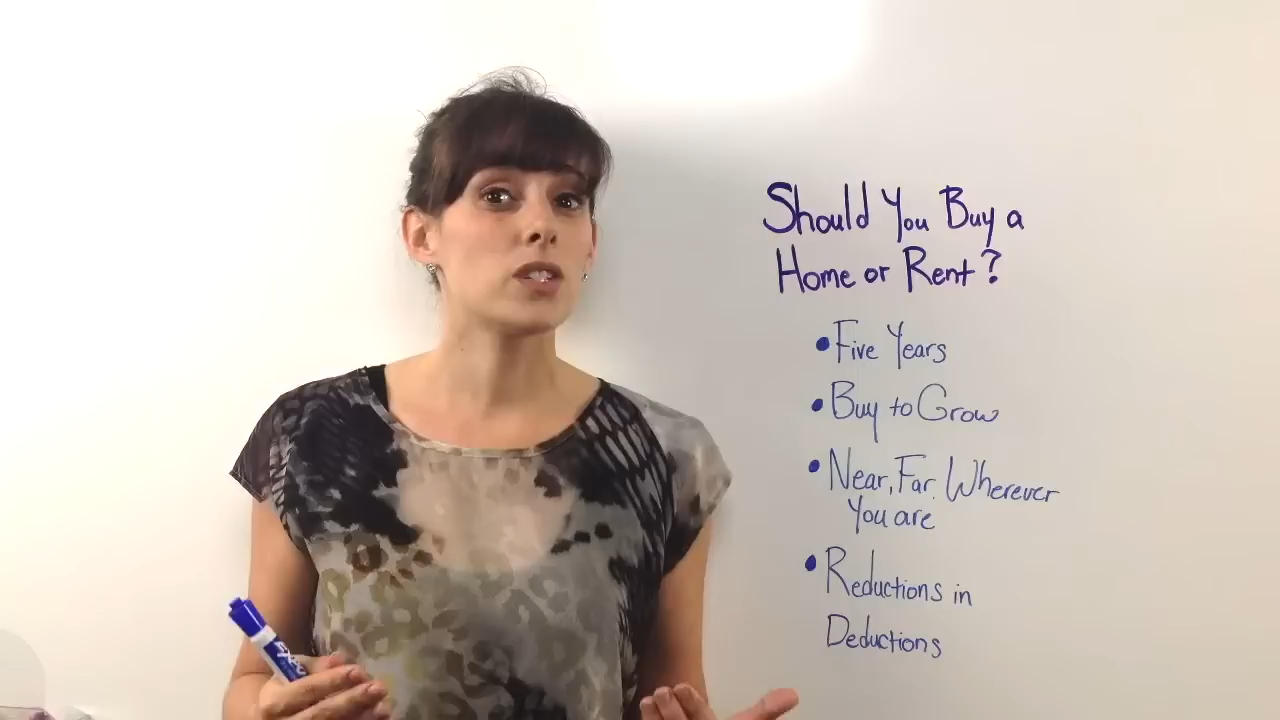 Should You Buy a
Home or Rent?
• Five Years
• Buy to Grow
• Near, Far, Wherever
You are
• Reductions in
Deductions
EXPO